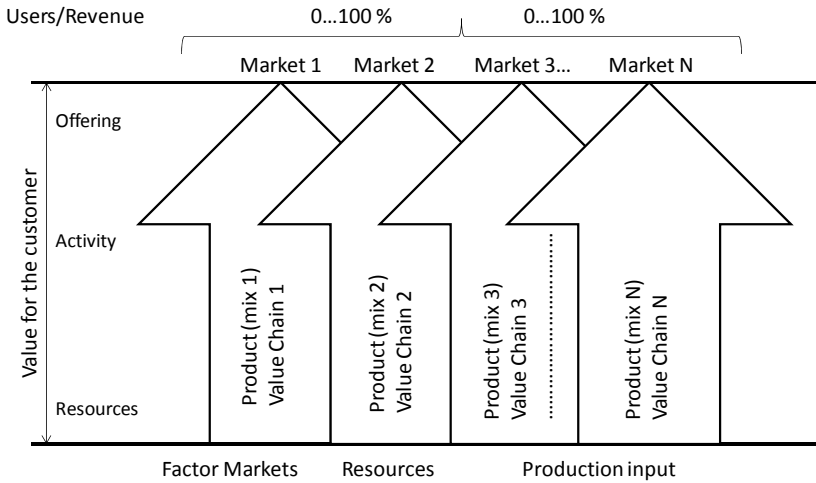 Users/Revenue 0...100 % 0...100 %
Market 1 Market 2 Market 3... Market N
Offering
Activity
Resources
Value for the customer
Product (mix 1)
Value Chain 1
Product (mix 2)
Value Chain 2
Product (mix 3)
Value Chain 3
Product (mix N)
Value Chain N
Factor Markets Resources Production input